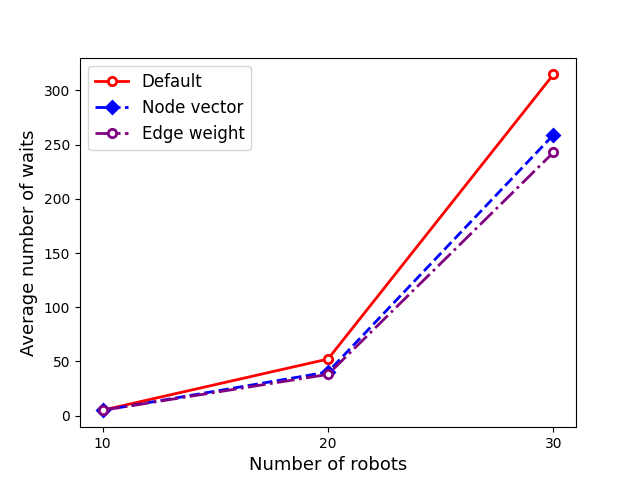 Default
Node vector
Edge weight
Average number of waits
300
250
200
150
100
50
0
10
20
30
Number of robots